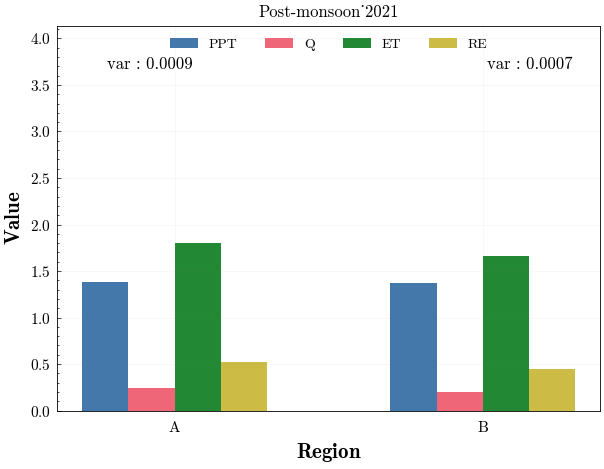 Post-monsoon˙2021
PPT Q ET RE
var : 0.0009 var : 0.0007
4.0
3.5
3.0
2.5
2.0
1.5
1.0
0.5
0.0
Value
A B
Region